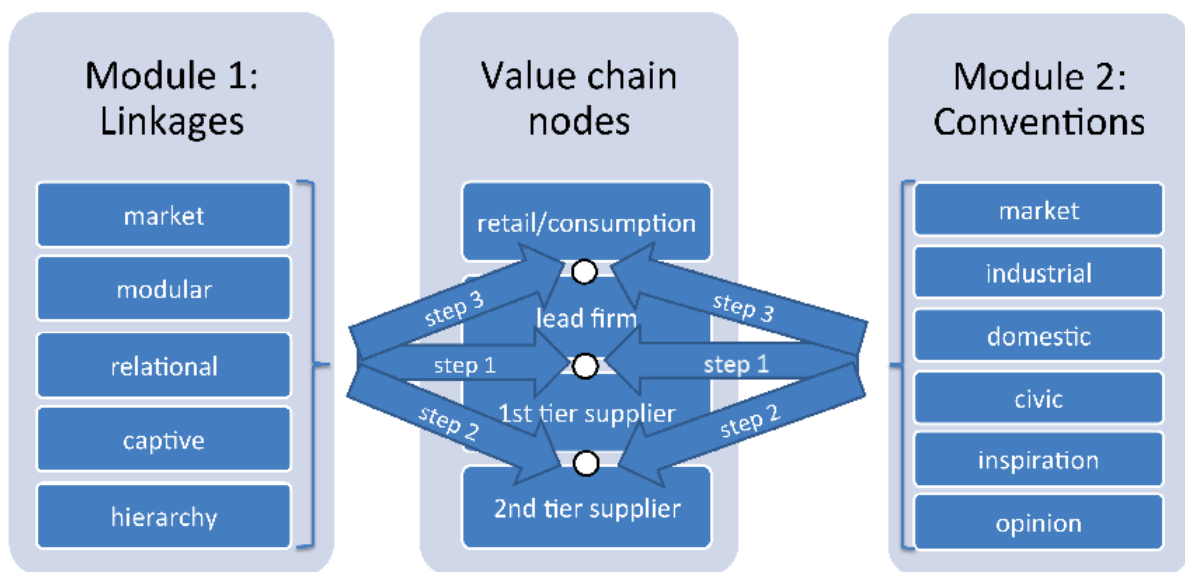 Module 1:
Linkages
market
modular
relational
captive
hierarchy
Value chain
nodes
retail/consumption
step 3
lead firm
step 1
1st tier supplier
step 2
2nd tier supplier
step 3
step 1
step 2
Module 2:
Conventions
market
industrial
domestic
civic
inspiration
opinion